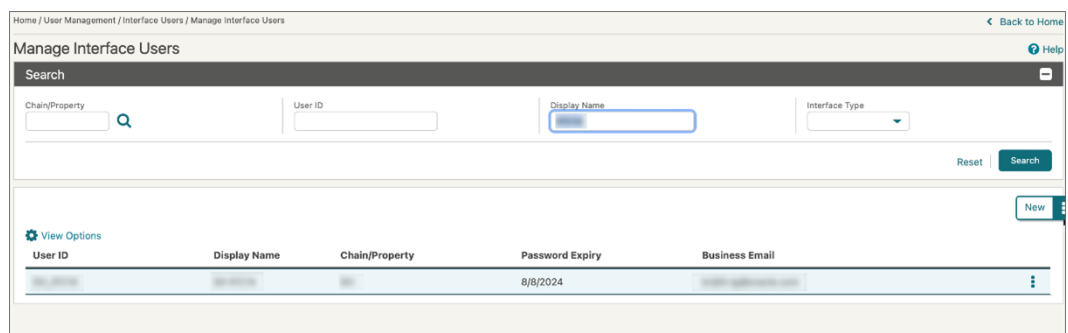 Home / User Management / Interface Users / Manage Interface Users
Back to Home
Manage Interface Users
Help
Search
Chain/Property
User ID
Display Name
Interface Type
Reset
Search
New
View Options
User ID Display Name Chain/Property Password Expiry Business Email
8/8/2024